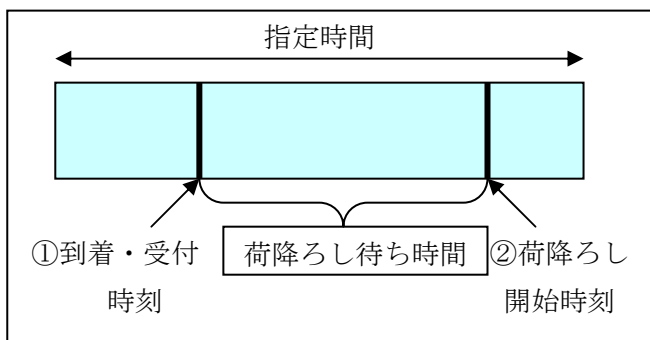 指定時間
①到着・受付
時刻
荷降ろし待ち時間
②荷降ろし
開始時刻